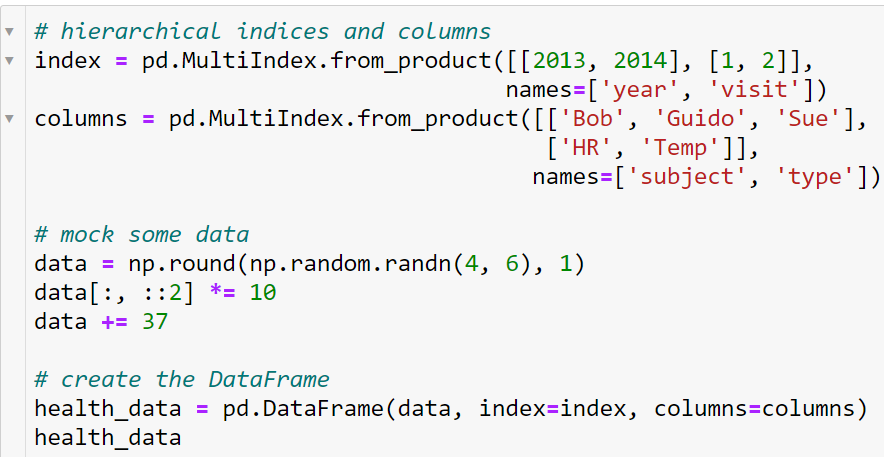 # hierarchical indices and columns
index = pd.MultiIndex.from_product([[2013, 2014], [1, 2]],
                                   names=['year', 'visit'])
columns = pd.MultiIndex.from_product([['Bob', 'Guido', 'Sue'],
                                      ['HR', 'Temp']],
                                     names=['subject', 'type'])

# mock some data
data = np.round(np.random.randn(4, 6), 1)
data[:, ::2] *= 10
data += 37

# create the DataFrame
health_data = pd.DataFrame(data, index=index, columns=columns)
health_data